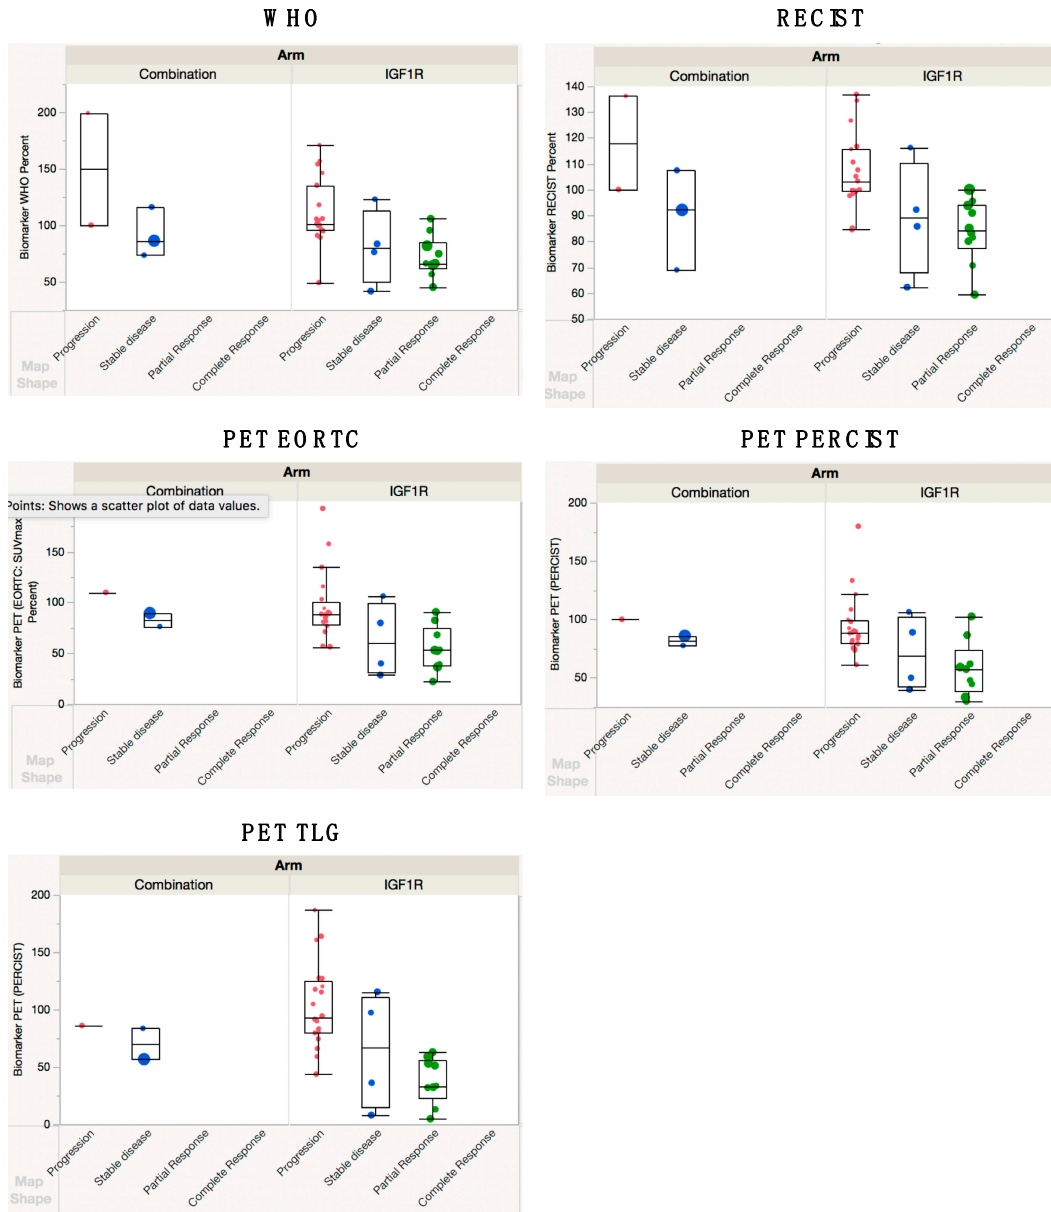 WHO
Arm
Combination IGF1R
Biomarker WHO Percent
200
150
100
50
Progression
Stable disease
Partial Response
Complete Response
Progression
Stable disease
Partial Response
Complete Response
Map
Shape
RECIST
Arm
Combination IGF1R
Biomarker RECIST Percent
140
130
120
110
100
90
80
70
60
50
Progression
Stable disease
Partial Response
Complete Response
Progression
Stable disease
Partial Response
Complete Response
Map
Shape
PET EORTC
Arm
Combination IGF1R
Points: Shows a scatter plot of data values.
Biomarker PET (EORTC: SUVmax
Percent)
150
100
50
0
Progression
Stable disease
Partial Response
Complete Response
Progression
Stable disease
Partial Response
Complete Response
Map
Shape
PET PERCIST
Arm
Combination IGF1R
Biomarker PET (PERCIST)
200
150
100
50
Progression
Stable disease
Partial Response
Complete Response
Progression
Stable disease
Partial Response
Complete Response
Map
Shape
PET TLG
Arm
Combination IGF1R
Biomarker PET (PERCIST)
200
150
100
50
0
Progression
Stable disease
Partial Response
Complete Response
Progression
Stable disease
Partial Response
Complete Response
Map
Shape